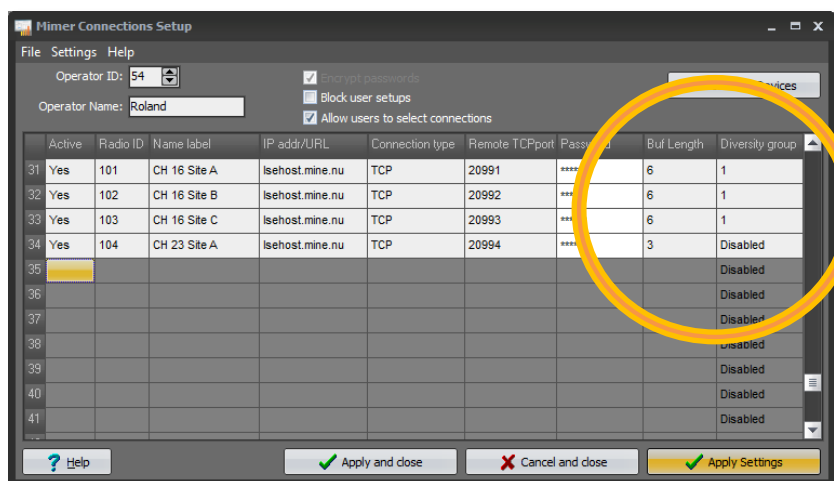 Mimer Connections Setup
File Settings Help
Operator ID: 54
Encrypt passwords
Block user setups
Operator Name: Roland
Allow users to select connections
Active Radio ID Name label IP addr/URL Connection type Remote TCPport Buf Length Diversity group
31 Yes 101 CH 16 Site A lsehost.mine.nu TCP 20991 **** 6 1
32 Yes 102 CH 16 Site B lsehost.mine.nu TCP 20992 **** 6 1
33 Yes 103 CH 16 Site C lsehost.mine.nu TCP 20993 *** 6 1
34 Yes 104 CH 23 Site A lsehost.mine.nu TCP 20994 **** 3 Disabled
35 Disabled
36 Disabled
37 Disabled
38 Disabled
39 Disabled
40 Disabled
41 Disabled
? Help Apply and close Cancel and close Apply Settings